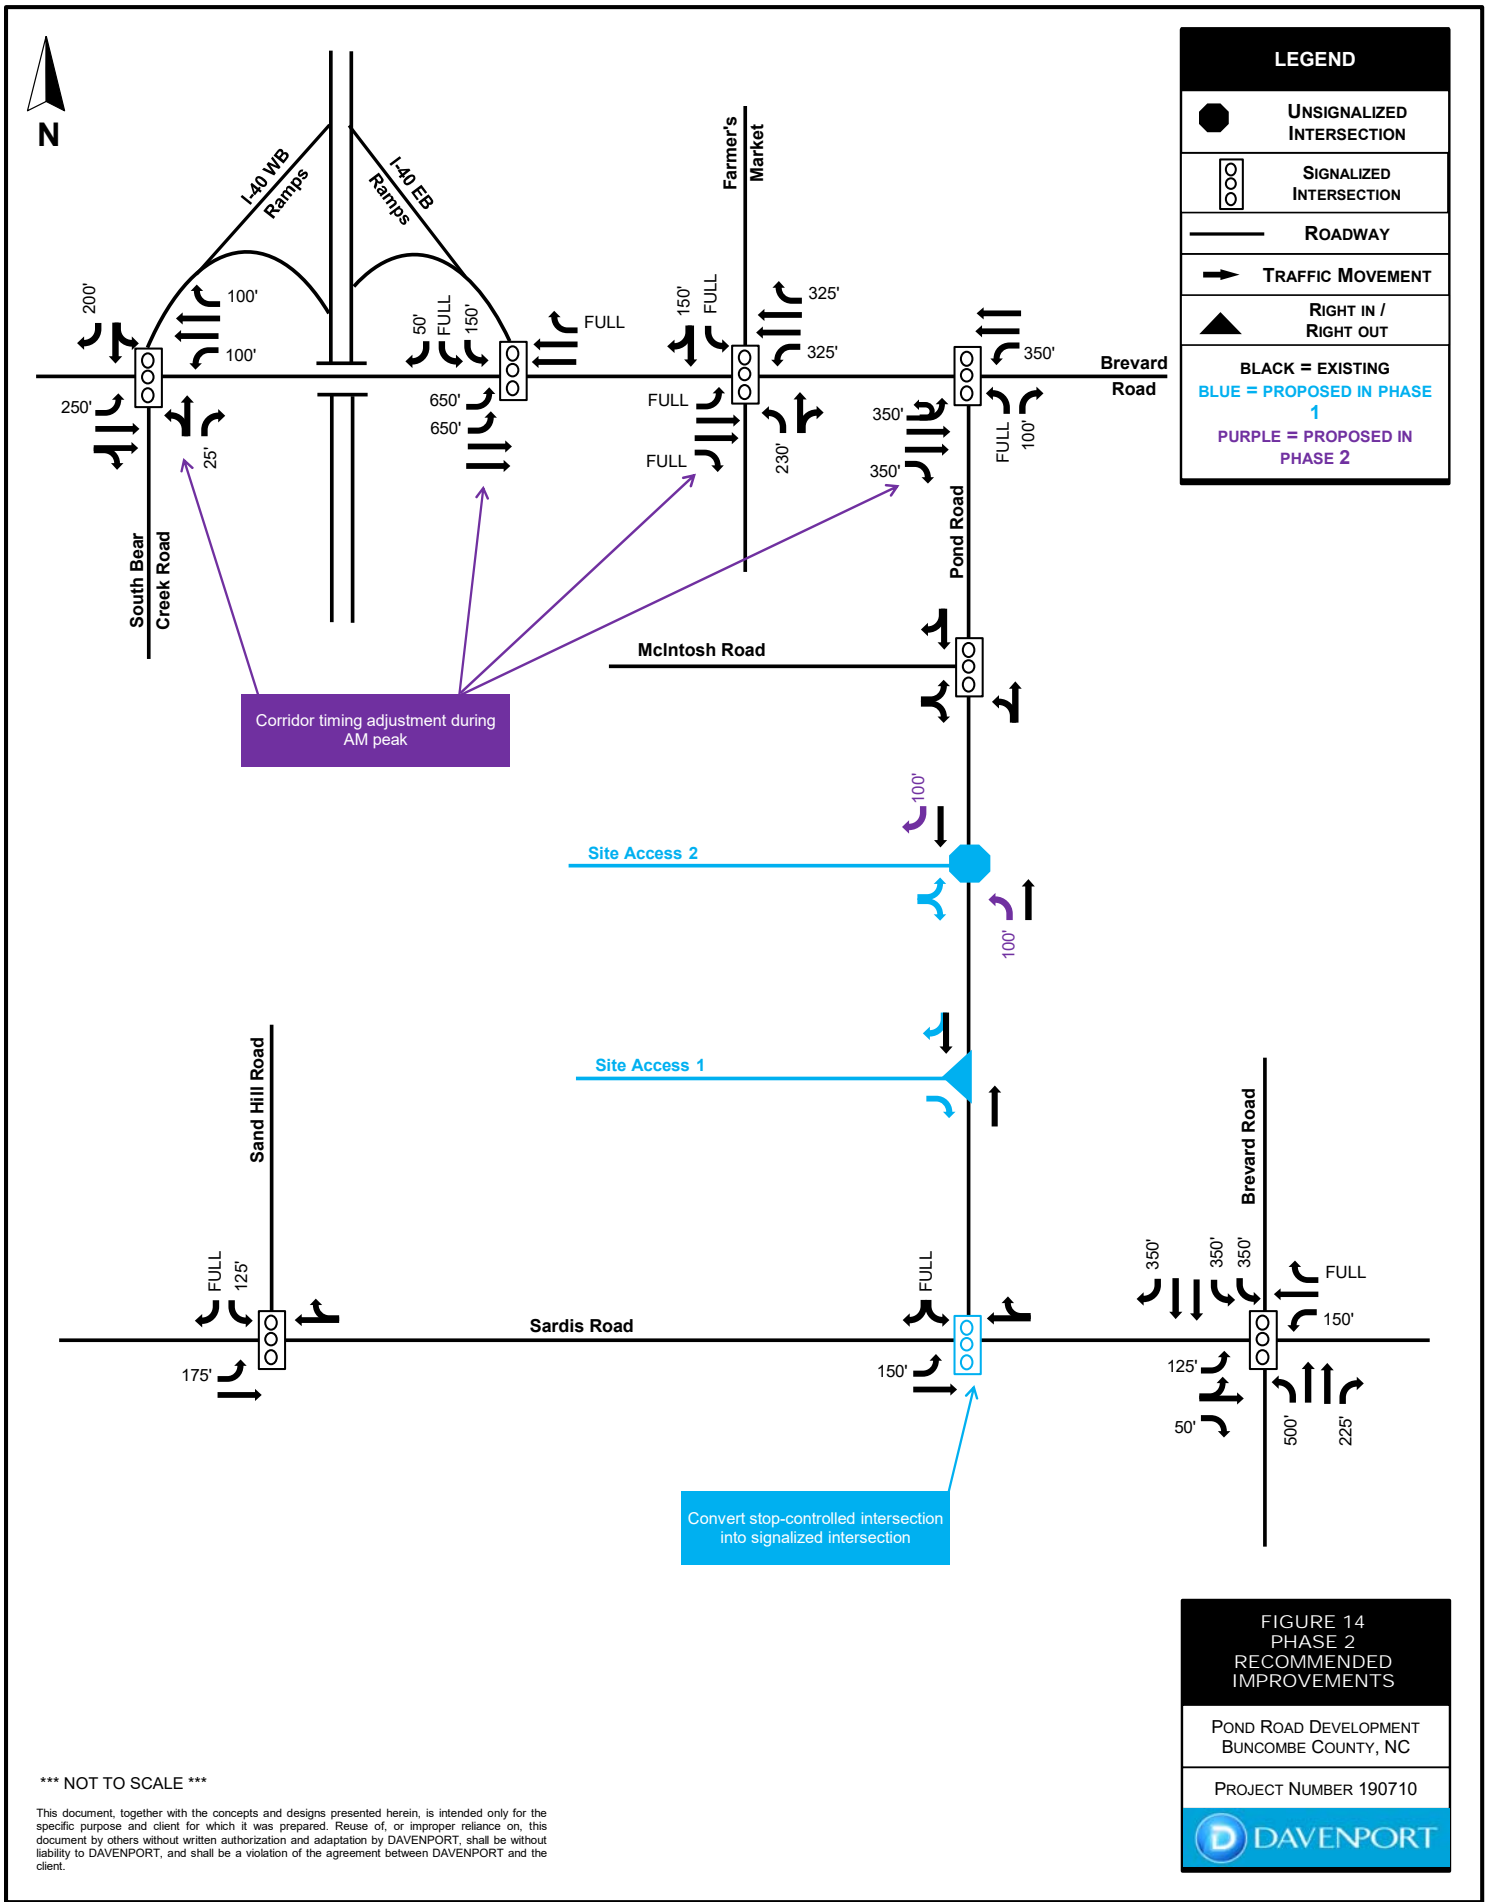 N
I-40 WB
Ramps
I-40 EB
Ramps
Farmer's
Market
LEGEND
UNSIGNALIZED
INTERSECTION
SIGNALIZED
INTERSECTION
ROADWAY
TRAFFIC MOVEMENT
RIGHT IN /
RIGHT OUT
BLACK = EXISTING
BLUE = PROPOSED IN PHASE
1
PURPLE = PROPOSED IN
PHASE 2
200'
100'
100'
250'
25'
50'
FULL
150'
FULL
650'
650'
150'
FULL
325'
325'
FULL
FULL
230'
350'
350'
350'
FULL
100'
Brevard
Road
South Bear
Creek Road
Pond Road
McIntosh Road
Corridor timing adjustment during
AM peak
100'
Site Access 2
100'
Site Access 1
Sand Hill Road
Brevard Road
FULL
125'
175'
Sardis Road
FULL
150'
350'
350'
350'
FULL
150'
125'
50'
500'
225'
Convert stop-controlled intersection
into signalized intersection
FIGURE 14
PHASE 2
RECOMMENDED
IMPROVEMENTS
POND ROAD DEVELOPMENT
BUNCOMBE COUNTY, NC
PROJECT NUMBER 190710
D DAVENPORT
*** NOT TO SCALE ***
This document, together with the concepts and designs presented herein, is intended only for the
specific purpose and client for which it was prepared. Reuse of, or improper reliance on, this
document by others without written authorization and adaptation by DAVENPORT, shall be without
liability to DAVENPORT, and shall be a violation of the agreement between DAVENPORT and the
client.